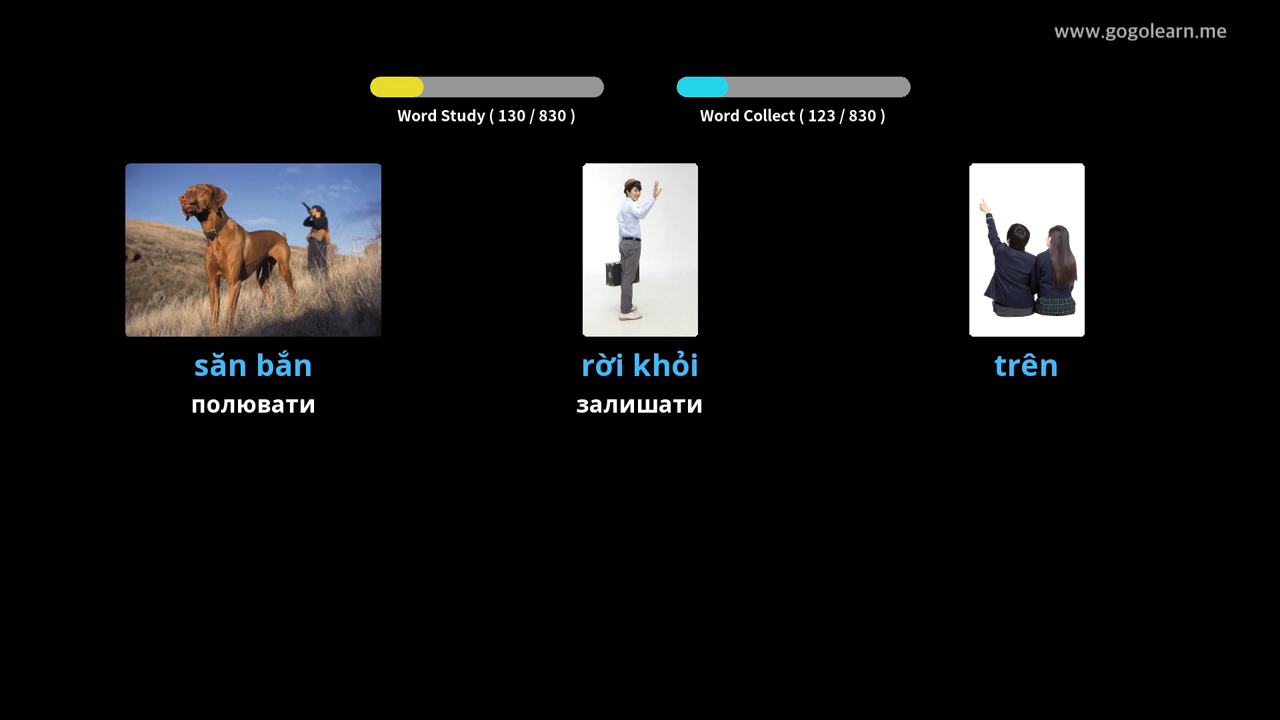 www.gogolearn.me
Word Study ( 130 / 830 )
Word Collect ( 123 / 830 )
săn bắn
полювати
rời khỏi
залишати
trên